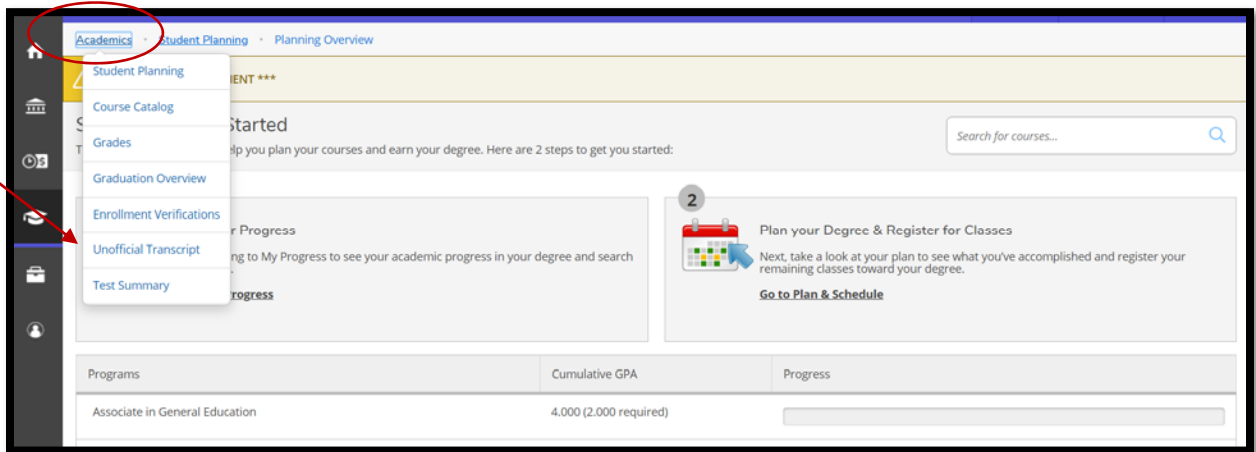 Academics · Student Planning · Planning Overview
Student Planning
Course Catalog
Grades
Graduation Overview
Enrollment Verifications
Unofficial Transcript
Test Summary
MENT ***
Started
elp you plan your courses and earn your degree. Here are 2 steps to get you started:
Search for courses...
r Progress
ng to My Progress to see your academic progress in your degree and search
rogress
2
Plan your Degree & Register for Classes
Next, take a look at your plan to see what you've accomplished and register your
remaining classes toward your degree.
Go to Plan & Schedule
Programs Cumulative GPA Progress
Associate in General Education 4.000 (2.000 required)